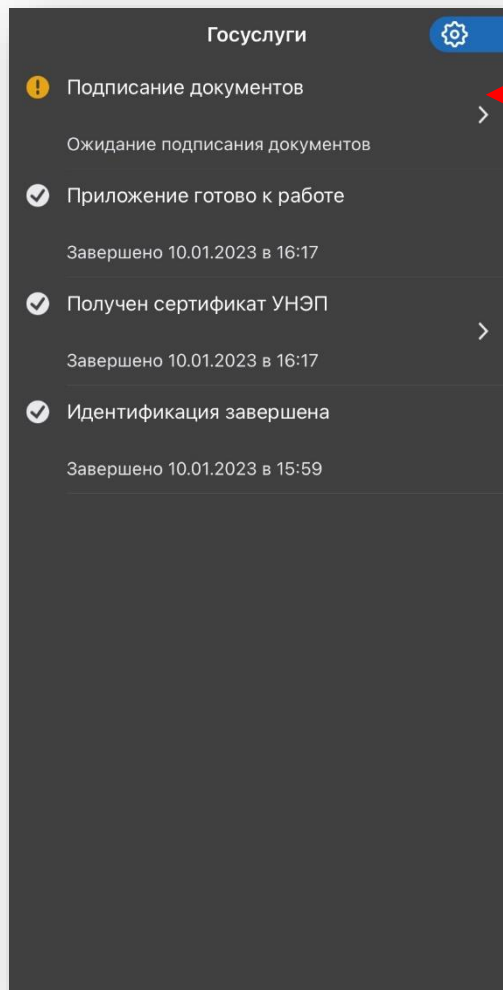 Госуслуги
Подписание документов
Ожидание подписания документов
Приложение готово к работе
Завершено 10.01.2023 в 16:17
Получен сертификат УНЭП
Завершено 10.01.2023 в 16:17
Идентификация завершена
Завершено 10.01.2023 в 15:59